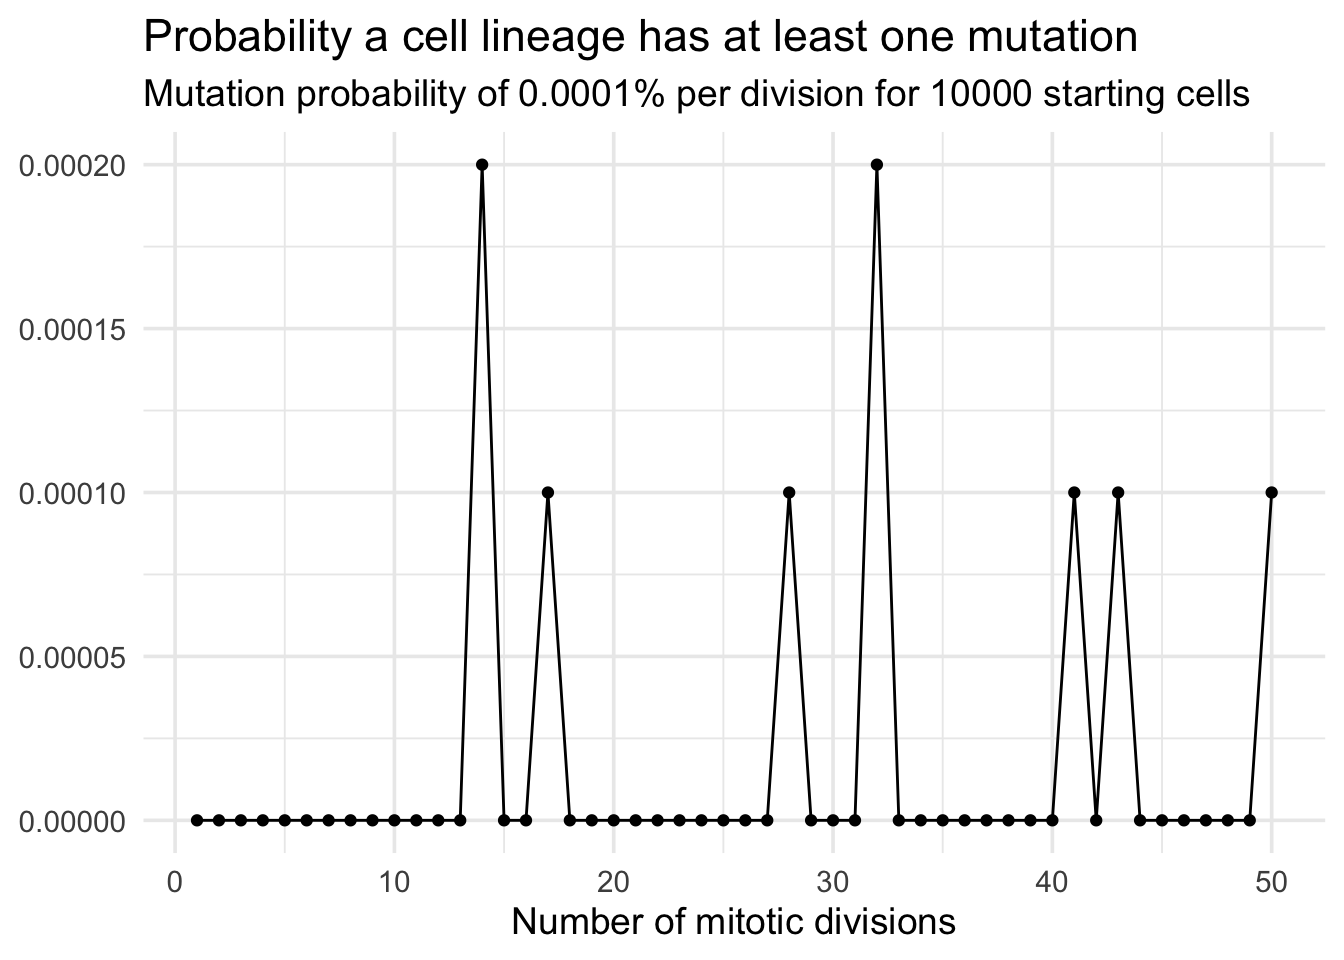 Probability a cell lineage has at least one mutation
Mutation probability of 0.0001% per division for 10000 starting cells
0.00020
0.00015
0.00010
0.00005
0.00000
0 10 20 30 40 50
Number of mitotic divisions